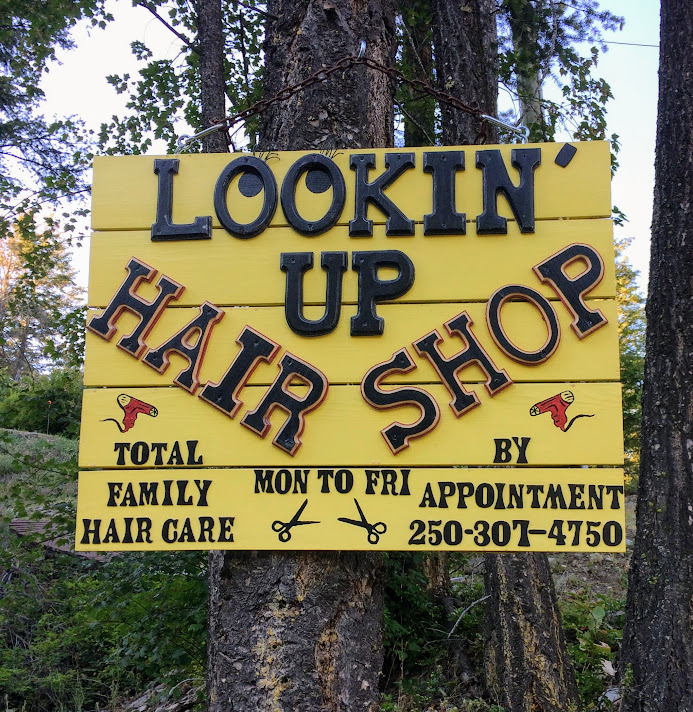 LOOKIN'
UP
HAIR SHOP
TOTAL
FAMILY
HAIR CARE
MON TO FRI
BY
APPOINTMENT
250-307-4750